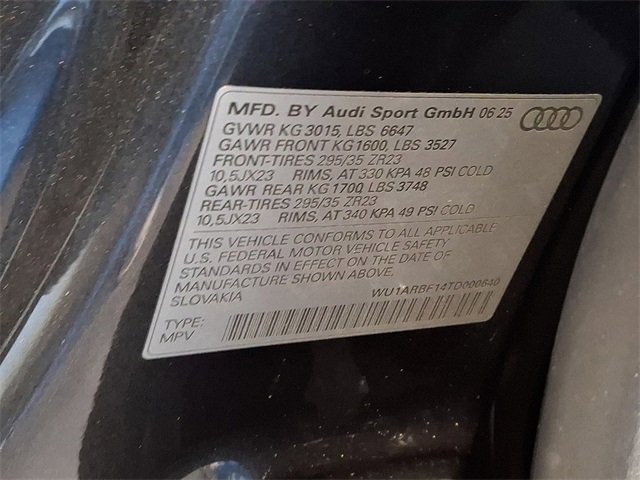 MFD. BY Audi Sport GmbH 06 25
GVWR KG 3015, LBS 6647
GAWR FRONT KG 1600, LBS 3527
FRONT-TIRES 295/35 ZR23
10,5JX23 RIMS, AT 330 KPA 48 PSI COLD
GAWR REAR KG 1700, LBS 3748
REAR-TIRES 295/35 ZR23
10,5JX23 RIMS, AT 340 KPA 49 PSI COLD
THIS VEHICLE CONFORMS TO ALL APPLICABLE
U.S. FEDERAL MOTOR VEHICLE SAFETY
STANDARDS IN EFFECT ON THE DATE OF
MANUFACTURE SHOWN ABOVE.
SLOVAKIA
WU1ARBF14TD000640
TYPE:
MPV